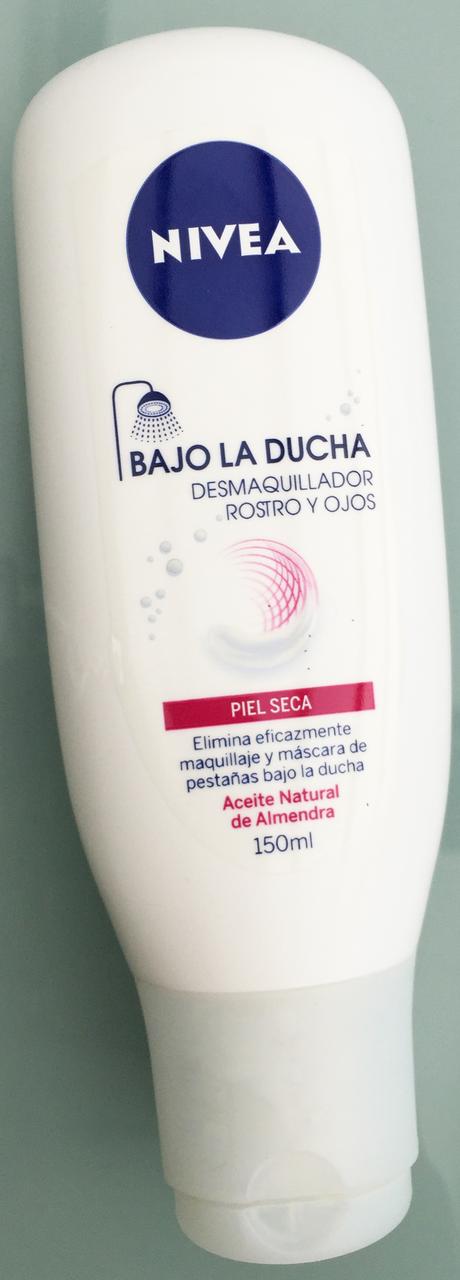 NIVEA
BAJO LA DUCHA
DESMAQUILLADOR
ROSTRO Y OJOS
PIEL SECA
Elimina eficazmente
maquillaje y máscara de
pestañas bajo la ducha
Aceite Natural
de Almendra
150ml